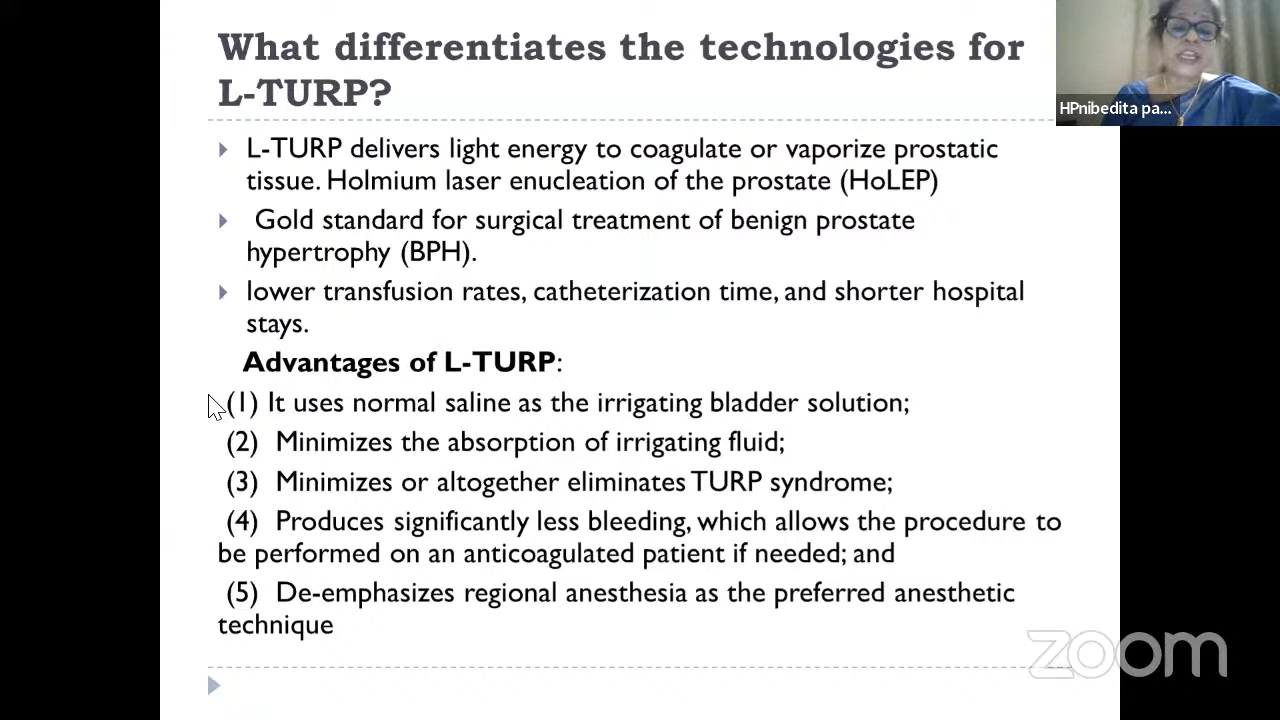 What differentiates the technologies for
L-TURP?
HPnibedita pa...
L-TURP delivers light energy to coagulate or vaporize prostatic
tissue. Holmium laser enucleation of the prostate (HoLEP)
Gold standard for surgical treatment of benign prostate
hypertrophy (BPH).
lower transfusion rates, catheterization time, and shorter hospital
stays.
Advantages of L-TURP:
(1) It uses normal saline as the irrigating bladder solution;
(2) Minimizes the absorption of irrigating fluid;
(3) Minimizes or altogether eliminates TURP syndrome;
(4) Produces significantly less bleeding, which allows the procedure to
be performed on an anticoagulated patient if needed; and
(5) De-emphasizes regional anesthesia as the preferred anesthetic
technique
zoom